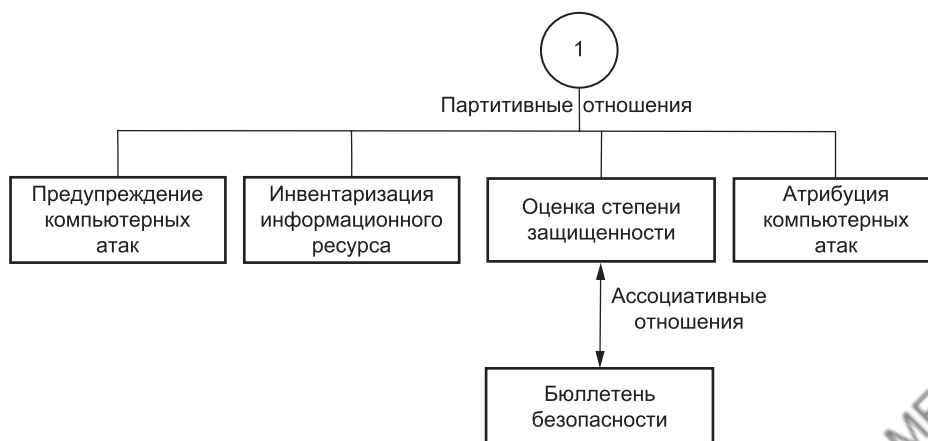 1
Партитивные отношения
Предупреждение
компьютерных
атак
Инвентаризация
информационного
ресурса
Оценка степени
защищенности
Атрибуция
компьютерных
атак
Ассоциативные
отношения
Бюллетень
безопасности